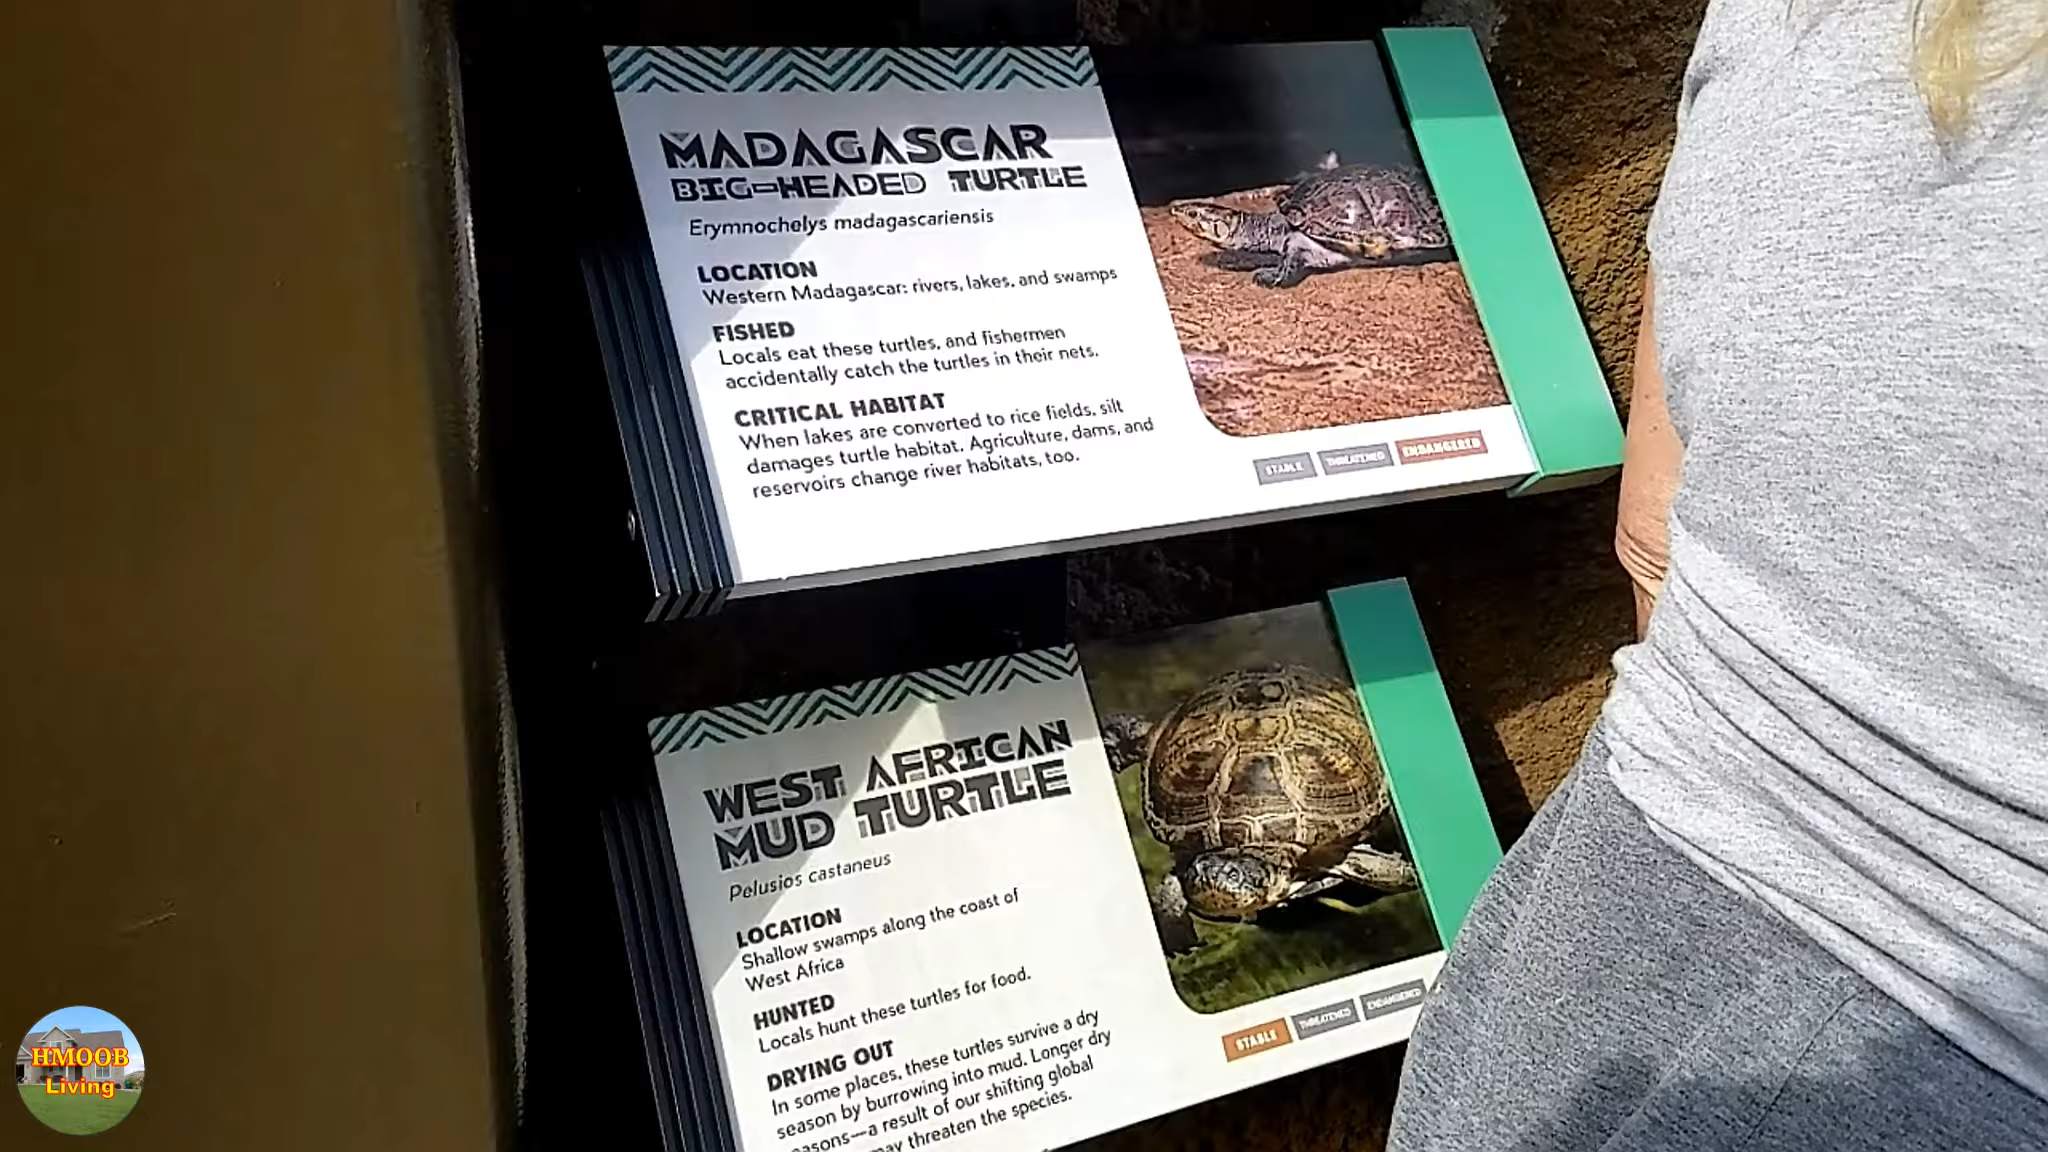 MADAGASCAR
BIG-HEADED TURTLE
Erymnochelys madagascariensis
LOCATION
Western Madagascar: rivers, lakes, and swamps
FISHED
Locals eat these turtles, and fishermen
accidentally catch the turtles in their nets.
CRITICAL HABITAT
When lakes are converted to rice fields, silt
damages turtle habitat. Agriculture, dams, and
reservoirs change river habitats, too.
STABLE THREATENED ENDANGERED
WEST AFRICAN
MUD TURTLE
Pelusios castaneus
LOCATION
Shallow swamps along the coast of
West Africa
HUNTED
Locals hunt these turtles for food.
DRYING OUT
In some places, these turtles survive a dry
season by burrowing into mud. Longer dry
easons—a result of our shifting global
may threaten the species.
STABLE THREATENED ENDANGERED
HMOOB
Living